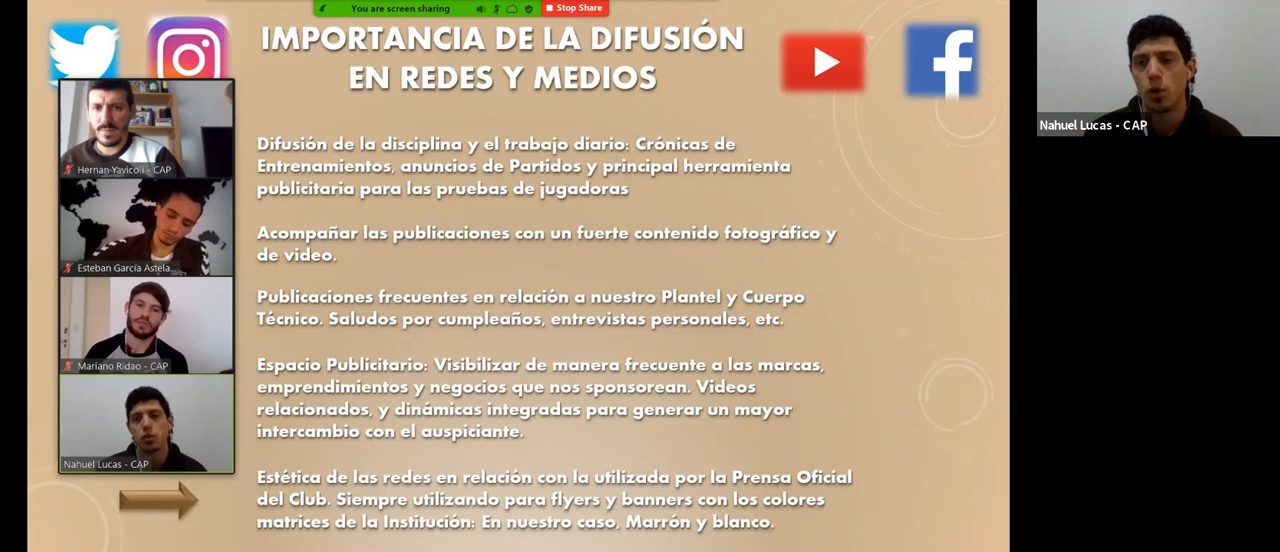 You are screen sharing
Stop Share
IMPORTANCIA DE LA DIFUSIÓN
EN REDES Y MEDIOS
Difusión de la disciplina y el trabajo diario: Crónicas de
Entrenamientos, anuncios de Partidos y principal herramienta
publicitaria para las pruebas de jugadoras
Acompañar las publicaciones con un fuerte contenido fotográfico y
de video.
Publicaciones frecuentes en relación a nuestro Plantel y Cuerpo
Técnico. Saludos por cumpleaños, entrevistas personales, etc.
Espacio Publicitario: Visibilizar de manera frecuente a las marcas,
emprendimientos y negocios que nos sponsorean. Videos
relacionados, y dinámicas integradas para generar un mayor
intercambio con el auspiciante.
Estética de las redes en relación con la utilizada por la Prensa Oficial
del Club. Siempre utilizando para flyers y banners con los colores
matrices de la Institución: En nuestro caso, Marrón y blanco.
Hernan Yavicoli - CAP
Esteban García Astela...
Mariano Ridao - CAP
Nahuel Lucas - CAP
Nahuel Lucas - CAP